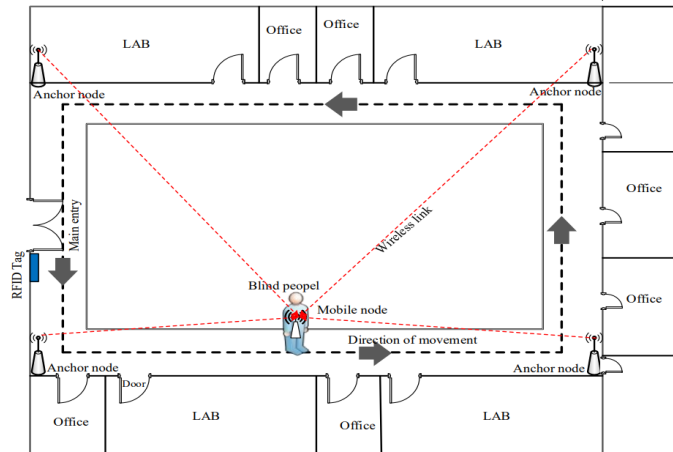 Office
Office
LAB
LAB
Anchor node
Anchor node
Main entry
Wireless link
Office
RFID Tag
Blind peopel
Mobile node
Office
Direction of movement
Anchor node
Anchor node
Door
Office
LAB
Office
LAB